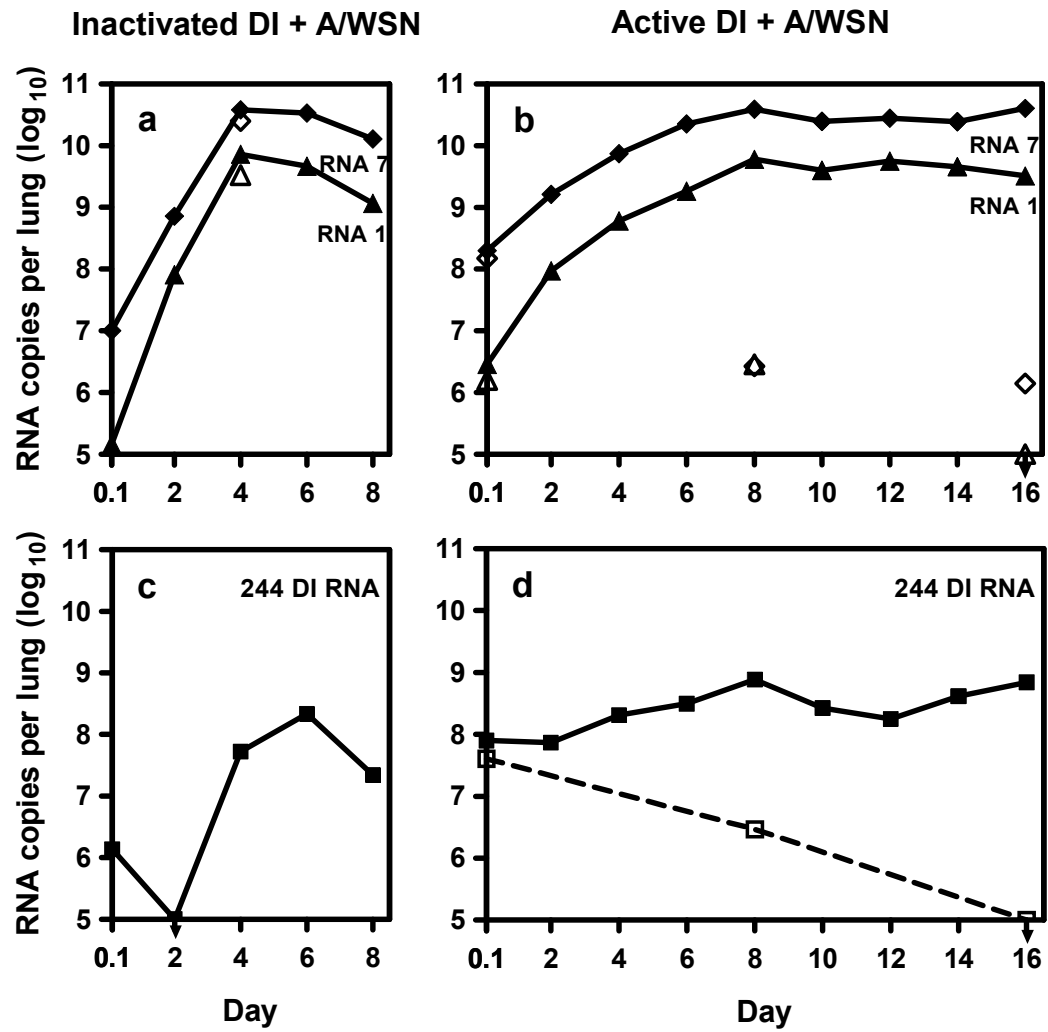 Inactivated DI + A/WSN
Active DI + A/WSN
RNA copies per lung (log10)
11
10
9
8
7
6
5
a
RNA 7
RNA 1
0.1 2 4 6 8
11
10
9
8
7
6
5
b
RNA 7
RNA 1
0.1 2 4 6 8 10 12 14 16
RNA copies per lung (log10)
11
10
9
8
7
6
5
c
244 DI RNA
0.1 2 4 6 8
Day
11
10
9
8
7
6
5
d
244 DI RNA
0.1 2 4 6 8 10 12 14 16
Day